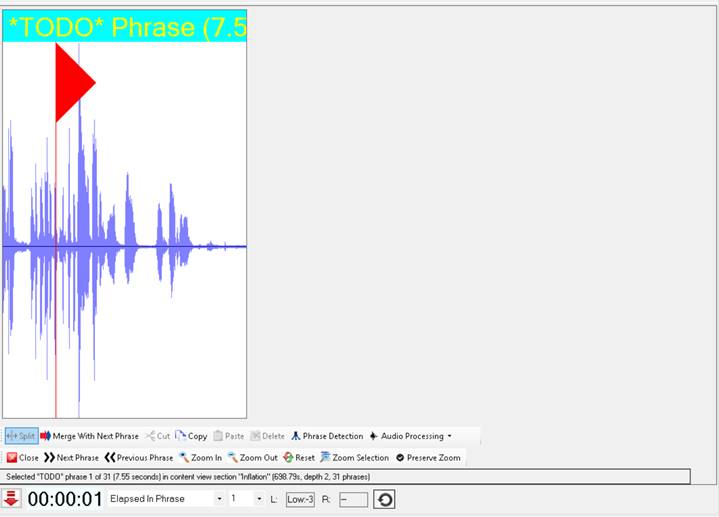 *TODO* Phrase (7.5
Split Merge With Next Phrase Cut Copy Paste Delete Phrase Detection Audio Processing
Close Next Phrase Previous Phrase Zoom In Zoom Out Reset Zoom Selection Preserve Zoom
Selected "TODO" phrase 1 of 31 (7.55 seconds) in content view section "Inflation" (698.79s, depth 2, 31 phrases)
00:00:01 Elapsed In Phrase 1 L: Low:-3 R: --